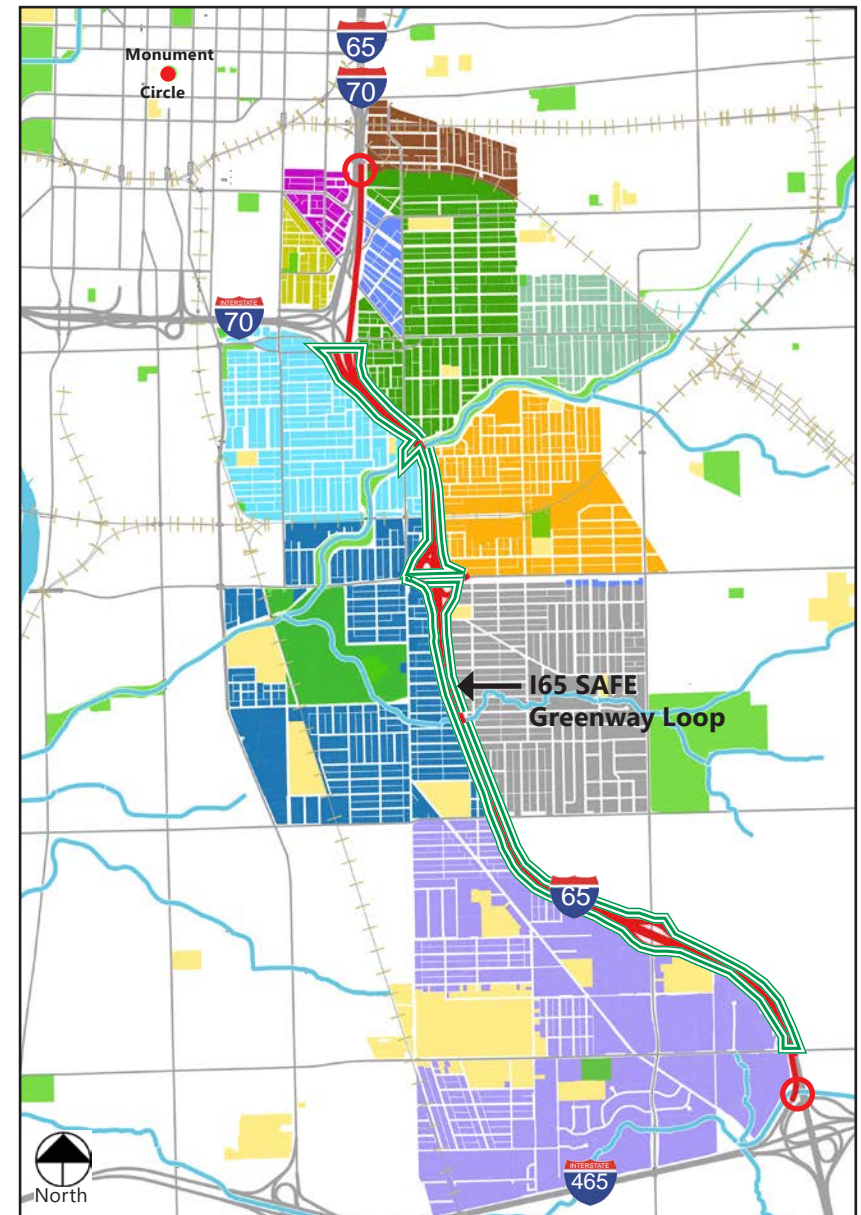 65
Monument
Circle
70
INTERSTATE
70
I65 SAFE
Greenway Loop
65
North
INTERSTATE
465